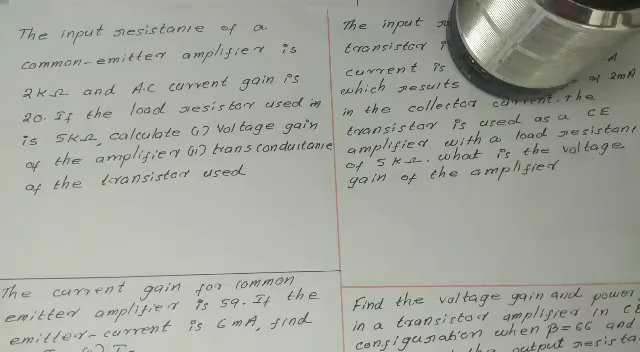 The input resistance of a
common-emitter amplifier is
2kΩ and A.C current gain is
20. If the load resistor used in
is 5kΩ, calculate (i) voltage gain
of the amplifier (ii) transconductance
of the transistor used
The input
transistor
current is A
which results of 2mA
in the collector current. The
transistor is used as a CE
amplifier with a load resistance
of 5kΩ. what is the voltage
gain of the amplifier
The current gain for common
emitter amplifier is 59. If the
emitter-current is 6mA, find
Find the voltage gain and power
in a transistor amplifier in CE
configuration when β=66 and
output resista